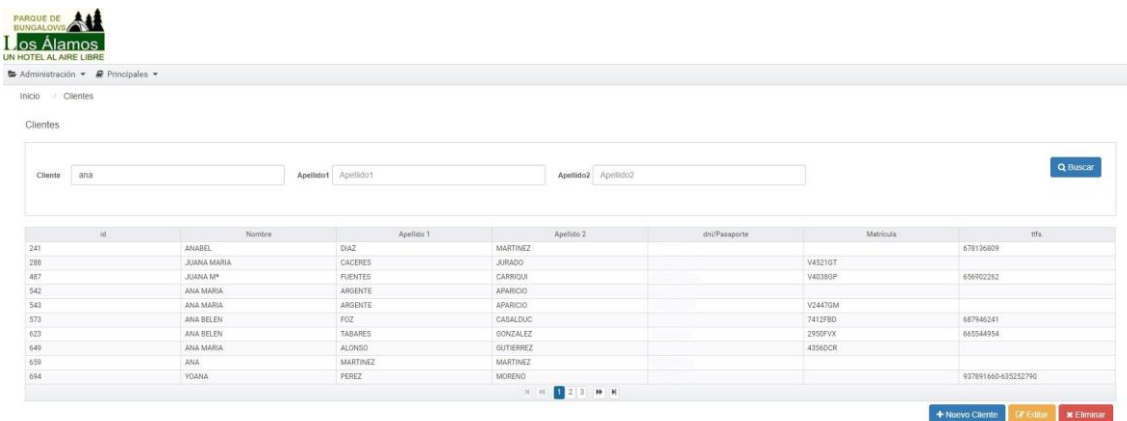 PARQUE DE
BUNGALOWS
Los Álamos
UN HOTEL AL AIRE LIBRE
Administración Principales
Inicio / Clientes
Clientes
Cliente ana Apellido1 Apellido1 Apellido2 Apellido2 Buscar
id Nombre Apellido 1 Apellido 2 dni/Pasaporte Matrícula tlfs.
241 ANABEL DIAZ MARTINEZ 678136809
288 JUANA MARIA CACERES JURADO V4521GT
487 JUANA Mª FUENTES CARRIQUI V4038GP 656902262
542 ANA MARIA ARGENTE APARICIO
543 ANA MARIA ARGENTE APARICIO V2447GM
573 ANA BELEN FOZ CASALDUC 7412FBD 687946241
623 ANA BELEN TABARES GONZALEZ 2950FVX 665544954
649 ANA MARIA ALONSO GUTIERREZ 4356DCR
659 ANA MARTINEZ MARTINEZ
694 YOANA PEREZ MORENO 937891660-635252790
1 2 3
+ Nuevo Cliente Editar Eliminar